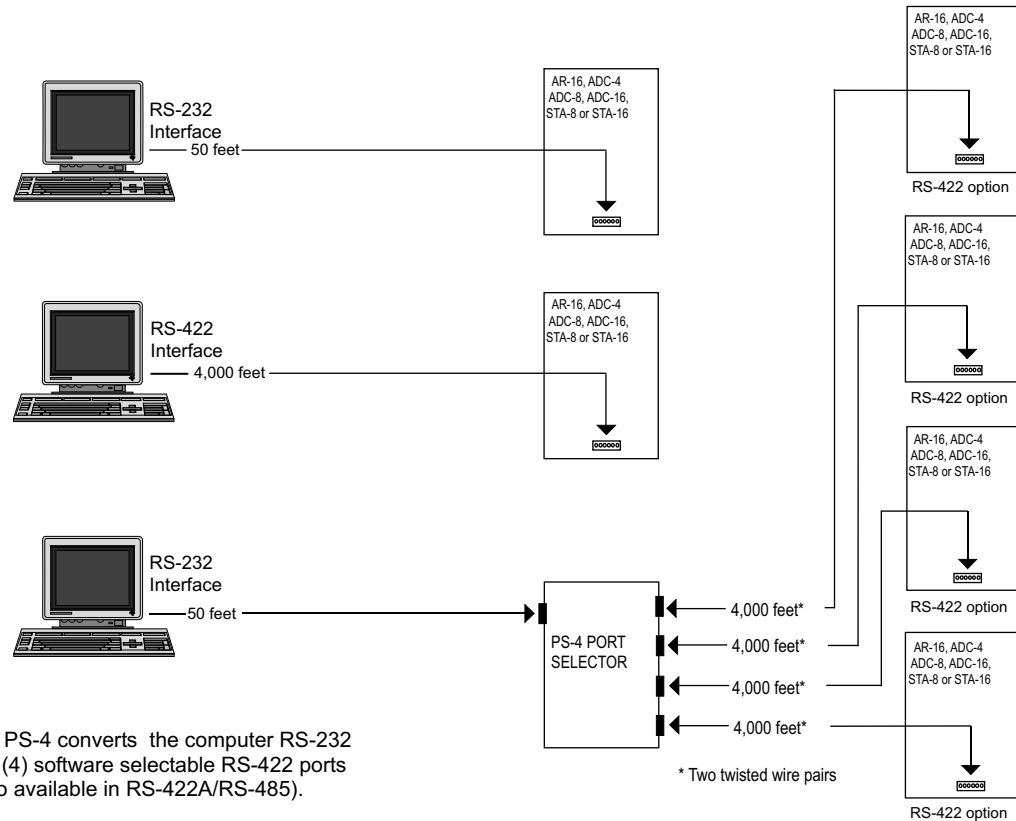 RS-232
Interface
50 feet
AR-16, ADC-4
ADC-8, ADC-16,
STA-8 or STA-16
RS-422
Interface
4,000 feet
AR-16, ADC-4
ADC-8, ADC-16,
STA-8 or STA-16
RS-232
Interface
50 feet
PS-4 PORT
SELECTOR
4,000 feet*
4,000 feet*
4,000 feet*
4,000 feet*
* Two twisted wire pairs
AR-16, ADC-4
ADC-8, ADC-16,
STA-8 or STA-16
RS-422 option
AR-16, ADC-4
ADC-8, ADC-16,
STA-8 or STA-16
RS-422 option
AR-16, ADC-4
ADC-8, ADC-16,
STA-8 or STA-16
RS-422 option
AR-16, ADC-4
ADC-8, ADC-16,
STA-8 or STA-16
RS-422 option
PS-4 converts the computer RS-232
(4) software selectable RS-422 ports
available in RS-422A/RS-485).